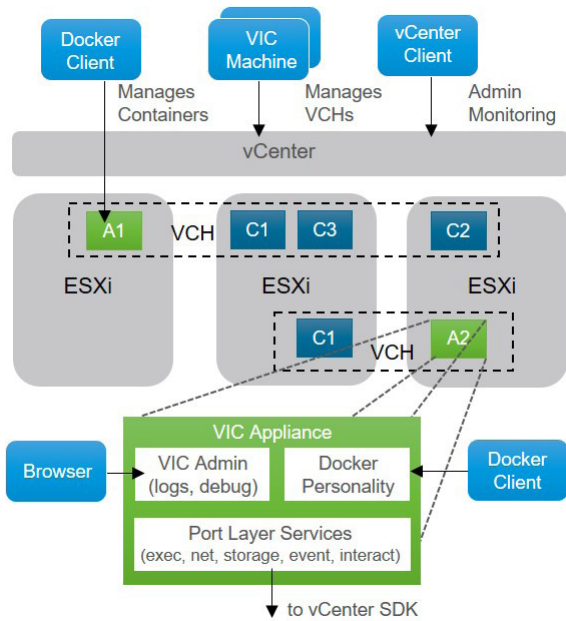 Docker
Client
VIC
Machine
vCenter
Client
Manages
Containers
Manages
VCHs
Admin
Monitoring
vCenter
A1
VCH
C1
C3
C2
ESXi
ESXi
ESXi
C1
VCH
A2
VIC Appliance
Browser
VIC Admin
(logs, debug)
Docker
Personality
Docker
Client
Port Layer Services
(exec, net, storage, event, interact)
to vCenter SDK